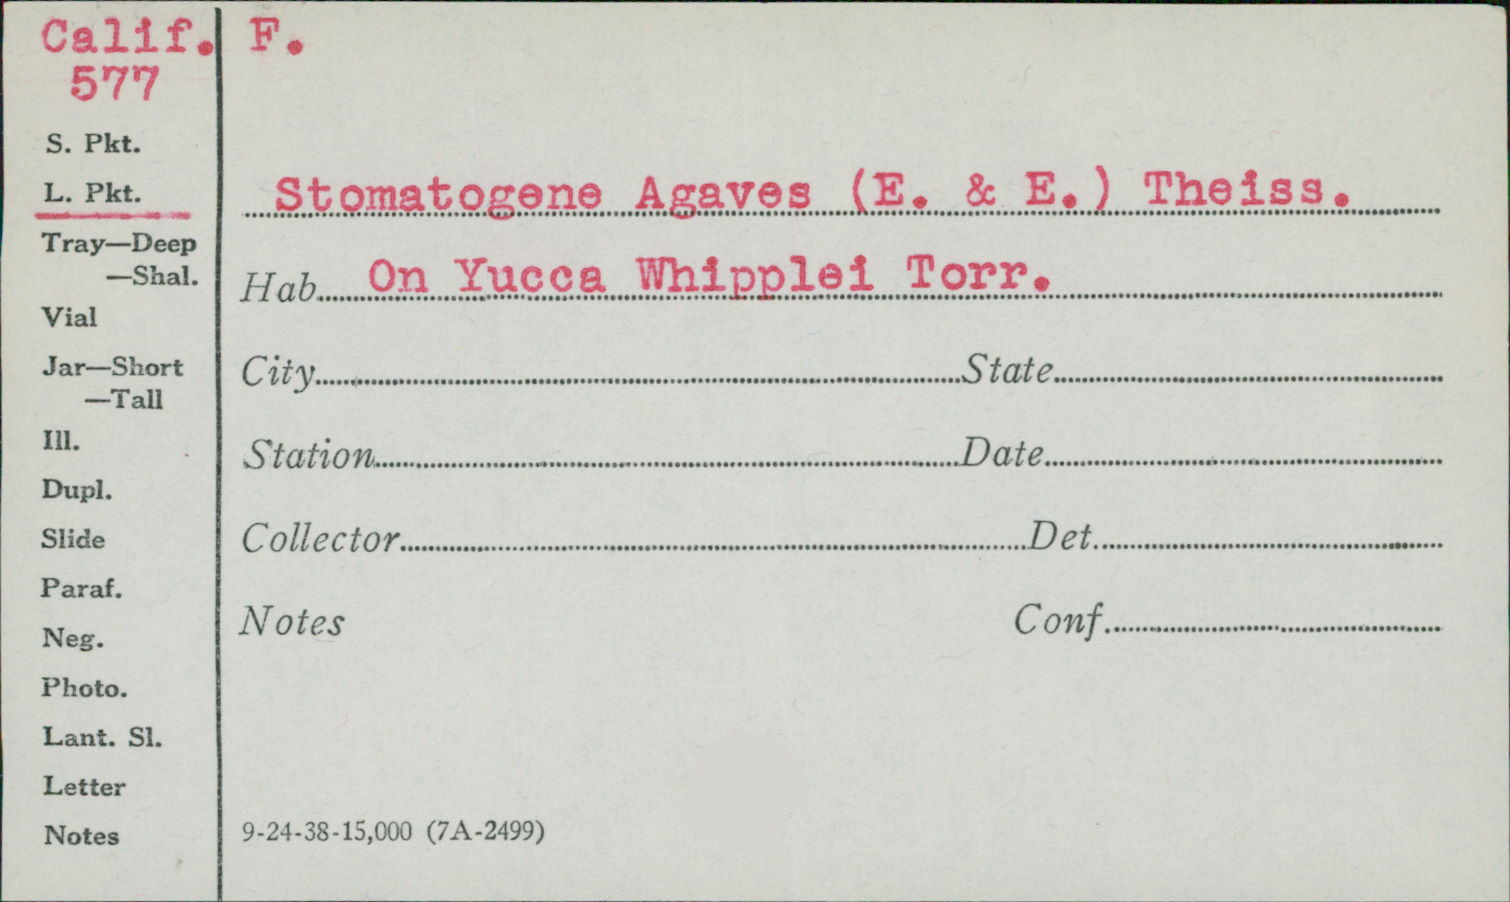 Calif. F.
577
S. Pkt.
L. Pkt.
Stomatogene Agaves (E. & E.) Theiss.
Tray—Deep
—Shal.
Hab. On Yucca Whipplei Torr.
Vial
Jar—Short
—Tall
City State
Ill.
Station Date
Dupl.
Slide
Collector Det.
Paraf.
Neg.
Notes Conf.
Photo.
Lant. Sl.
Letter
Notes
9-24-38-15,000 (7A-2499)